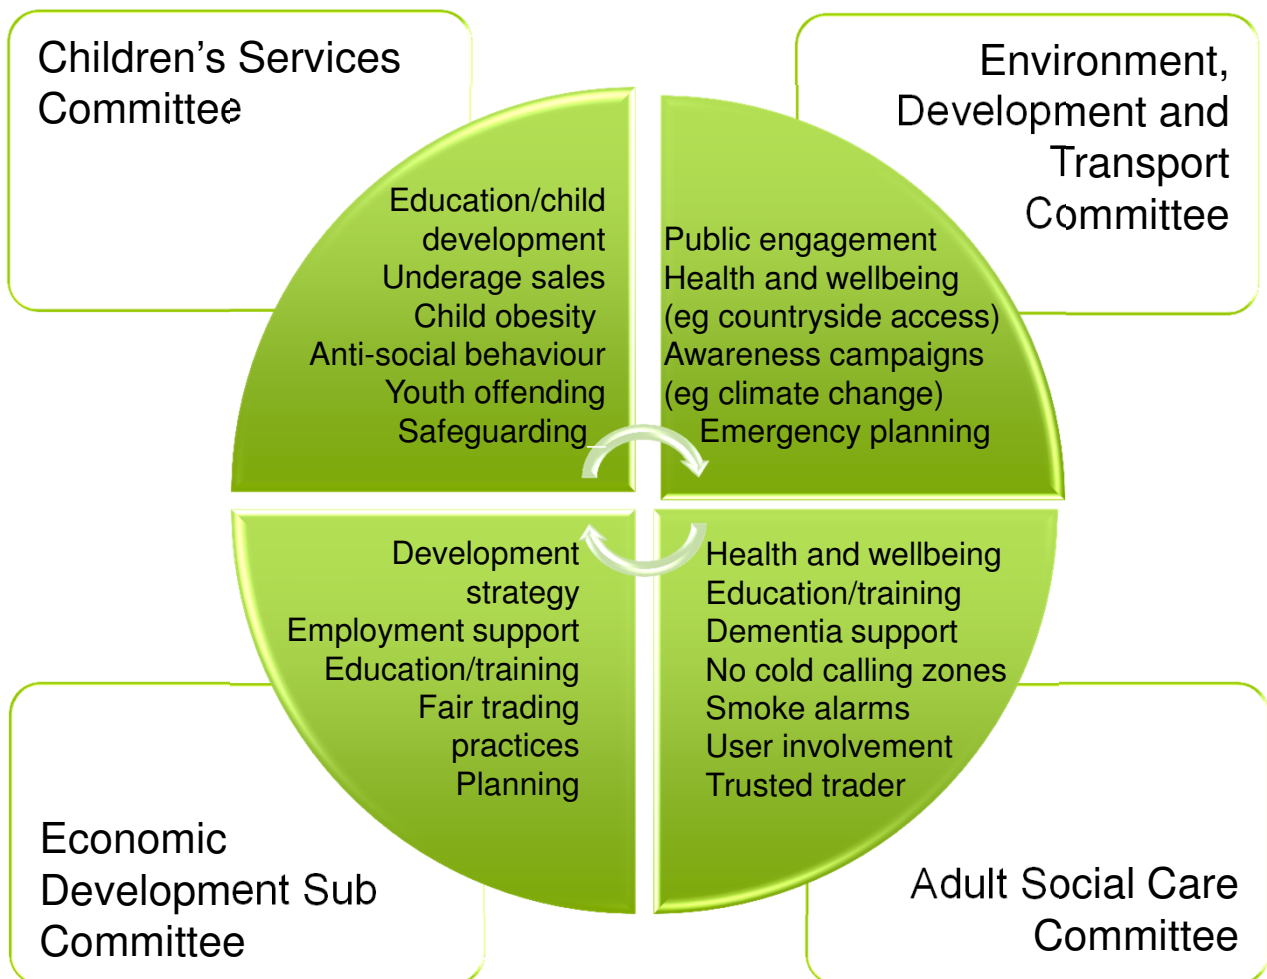 Children's Services
Committee
Environment,
Development and
Transport
Committee
Education/child
development
Underage sales
Child obesity
Anti-social behaviour
Youth offending
Safeguarding
Public engagement
Health and wellbeing
(eg countryside access)
Awareness campaigns
(eg climate change)
Emergency planning
Development
strategy
Employment support
Education/training
Fair trading
practices
Planning
Health and wellbeing
Education/training
Dementia support
No cold calling zones
Smoke alarms
User involvement
Trusted trader
Economic
Development Sub
Committee
Adult Social Care
Committee